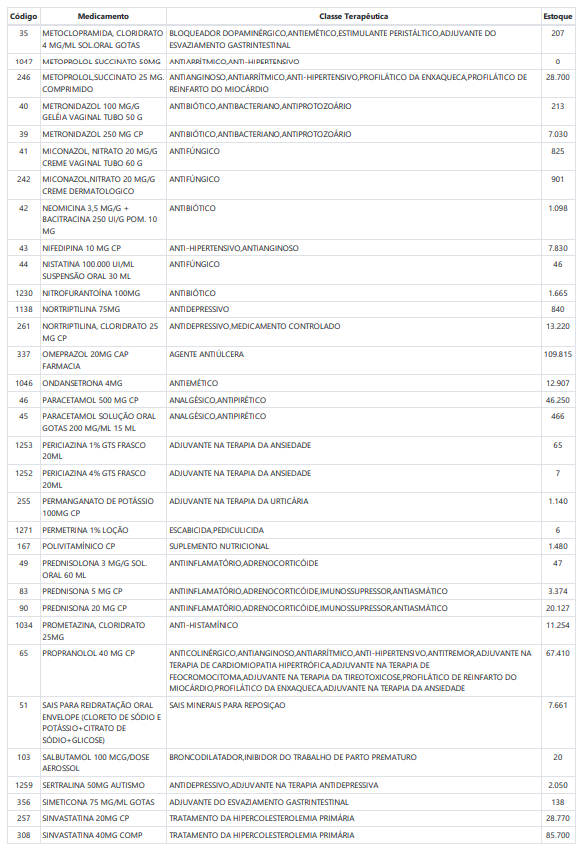 Código Medicamento Classe Terapêutica Estoque
35 METOCLOPRAMIDA, CLORIDRATO BLOQUEADOR DOPAMINÉRGICO,ANTIEMÉTICO,ESTIMULANTE PERISTÁLTICO,ADJUVANTE DO 207
4 MG/ML SOL.ORAL GOTAS ESVAZIAMENTO GASTRINTESTINAL
1047 METOPROLOL SUCCINATO 50MG ANTIARRÍTMICO,ANTI-HIPERTENSIVO 0
246 METOPROLOL,SUCCINATO 25 MG. ANTIANGINOSO,ANTIARRÍTMICO,ANTI-HIPERTENSIVO,PROFILÁTICO DA ENXAQUECA,PROFILÁTICO DE 28.700
COMPRIMIDO REINFARTO DO MIOCÁRDIO
40 METRONIDAZOL 100 MG/G ANTIBIÓTICO,ANTIBACTERIANO,ANTIPROTOZOÁRIO 213
GELÉIA VAGINAL TUBO 50 G
39 METRONIDAZOL 250 MG CP ANTIBIÓTICO,ANTIBACTERIANO,ANTIPROTOZOÁRIO 7.030
41 MICONAZOL, NITRATO 20 MG/G ANTIFÚNGICO 825
CREME VAGINAL TUBO 60 G
242 MICONAZOL,NITRATO 20 MG/G ANTIFÚNGICO 901
CREME DERMATOLOGICO
42 NEOMICINA 3,5 MG/G + ANTIBIÓTICO 1.098
BACITRACINA 250 UI/G POM. 10
MG
43 NIFEDIPINA 10 MG CP ANTI-HIPERTENSIVO,ANTIANGINOSO 7.830
44 NISTATINA 100.000 UI/ML ANTIFÚNGICO 46
SUSPENSÃO ORAL 30 ML
1230 NITROFURANTOÍNA 100MG ANTIBIÓTICO 1.665
1138 NORTRIPTILINA 75MG ANTIDEPRESSIVO 840
261 NORTRIPTILINA, CLORIDRATO 25 ANTIDEPRESSIVO,MEDICAMENTO CONTROLADO 13.220
MG CP
337 OMEPRAZOL 20MG CAP AGENTE ANTIÚLCERA 109.815
FARMACIA
1046 ONDANSETRONA 4MG ANTIEMÉTICO 12.907
46 PARACETAMOL 500 MG CP ANALGÉSICO,ANTIPIRÉTICO 46.250
45 PARACETAMOL SOLUÇÃO ORAL ANALGÉSICO,ANTIPIRÉTICO 466
GOTAS 200 MG/ML 15 ML
1253 PERICIAZINA 1% GTS FRASCO ADJUVANTE NA TERAPIA DA ANSIEDADE 65
20ML
1252 PERICIAZINA 4% GTS FRASCO ADJUVANTE NA TERAPIA DA ANSIEDADE 7
20ML
255 PERMANGANATO DE POTÁSSIO ADJUVANTE NA TERAPIA DA URTICÁRIA 1.140
100MG CP
1271 PERMETRINA 1% LOÇÃO ESCABICIDA,PEDICULICIDA 6
167 POLIVITAMÍNICO CP SUPLEMENTO NUTRICIONAL 1.480
49 PREDNISOLONA 3 MG/G SOL. ANTIINFLAMATÓRIO,ADRENOCORTICÓIDE 47
ORAL 60 ML
83 PREDNISONA 5 MG CP ANTIINFLAMATÓRIO,ADRENOCORTICÓIDE,IMUNOSSUPRESSOR,ANTIASMÁTICO 3.374
90 PREDNISONA 20 MG CP ANTIINFLAMATÓRIO,ADRENOCORTICÓIDE,IMUNOSSUPRESSOR,ANTIASMÁTICO 20.127
1034 PROMETAZINA, CLORIDRATO ANTI-HISTAMÍNICO 11.254
25MG
65 PROPRANOLOL 40 MG CP ANTICOLINÉRGICO,ANTIANGINOSO,ANTIARRÍTMICO,ANTI-HIPERTENSIVO,ANTITREMOR,ADJUVANTE NA 67.410
TERAPIA DE CARDIOMIOPATIA HIPERTRÓFICA,ADJUVANTE NA TERAPIA DE
FEOCROMOCITOMA,ADJUVANTE NA TERAPIA DA TIREOTOXICOSE,PROFILÁTICO DE REINFARTO DO
MIOCÁRDIO,PROFILÁTICO DA ENXAQUECA,ADJUVANTE NA TERAPIA DA ANSIEDADE
51 SAIS PARA REIDRATAÇÃO ORAL SAIS MINERAIS PARA REPOSIÇAO 7.661
ENVELOPE (CLORETO DE SÓDIO E
POTÁSSIO+CITRATO DE
SÓDIO+GLICOSE)
103 SALBUTAMOL 100 MCG/DOSE BRONCODILATADOR,INIBIDOR DO TRABALHO DE PARTO PREMATURO 20
AEROSSOL
1259 SERTRALINA 50MG AUTISMO ANTIDEPRESSIVO,ADJUVANTE NA TERAPIA ANTIDEPRESSIVA 2.050
356 SIMETICONA 75 MG/ML GOTAS ADJUVANTE DO ESVAZIAMENTO GASTRINTESTINAL 138
257 SINVASTATINA 20MG CP TRATAMENTO DA HIPERCOLESTEROLEMIA PRIMÁRIA 28.770
308 SINVASTATINA 40MG COMP TRATAMENTO DA HIPERCOLESTEROLEMIA PRIMÁRIA 85.700